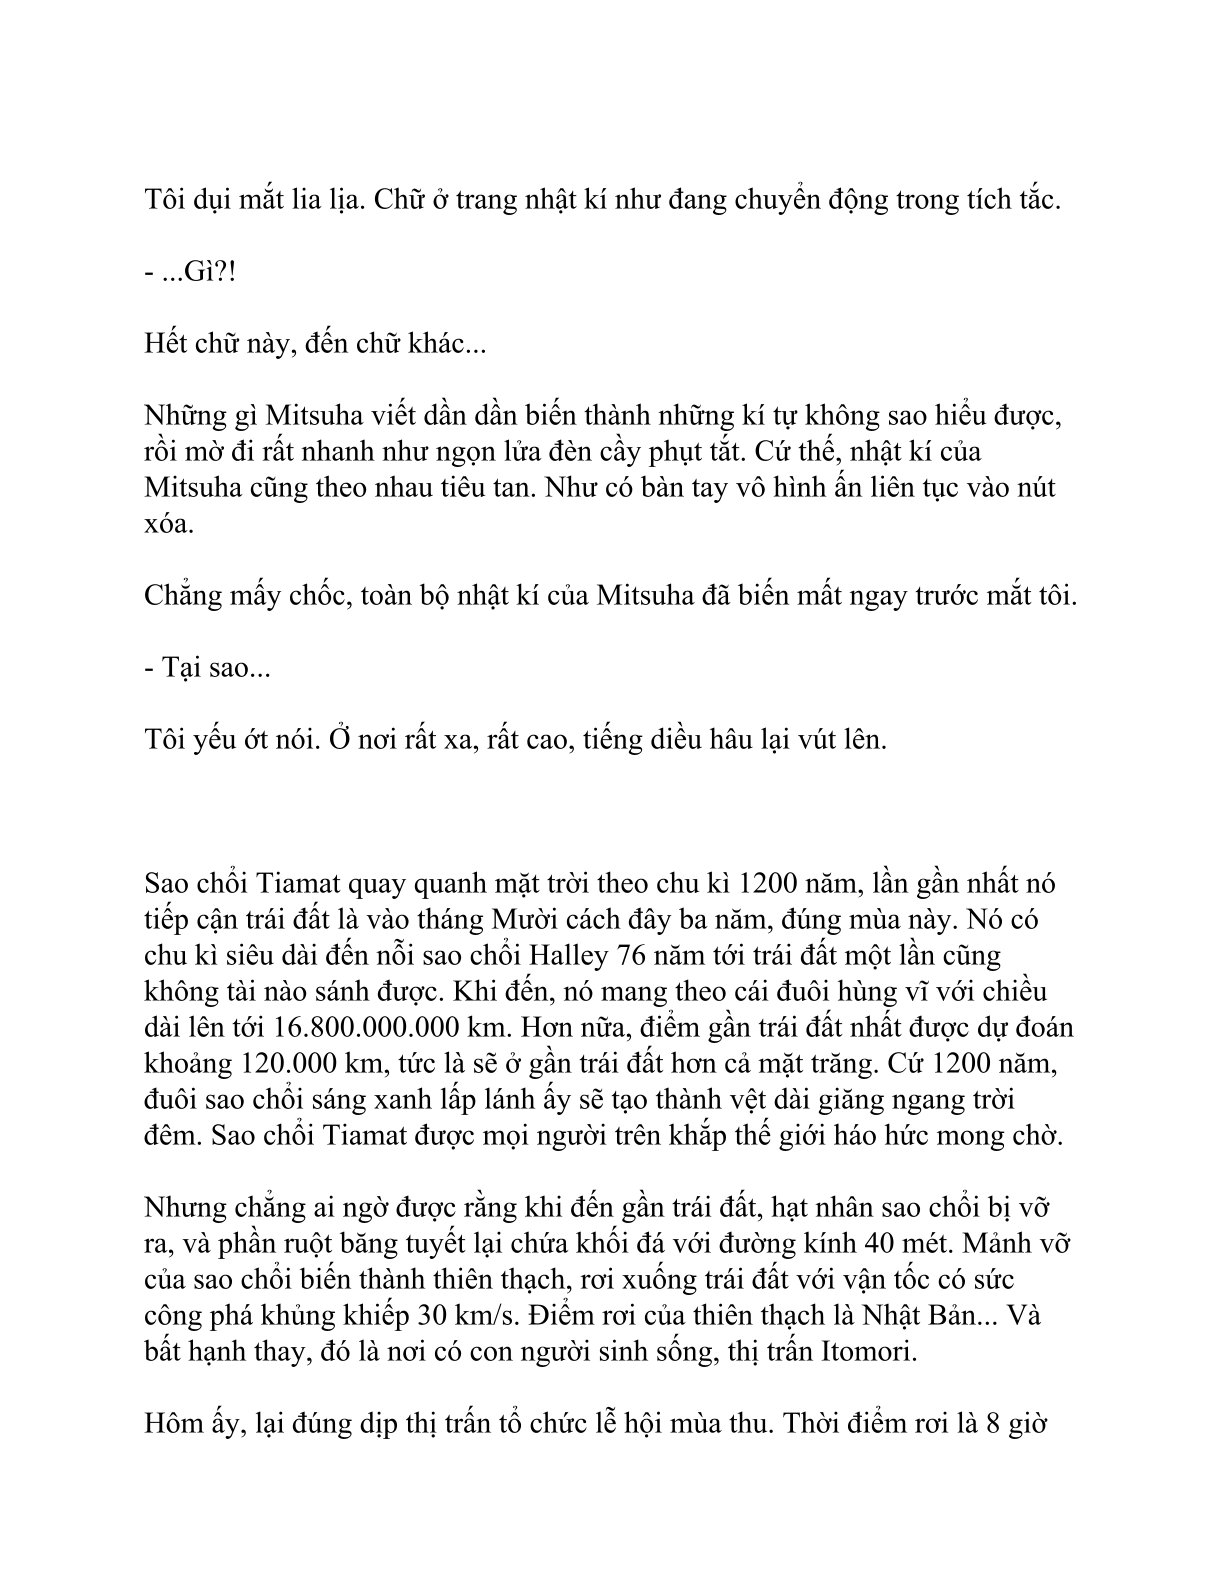 Tôi dụi mắt lia lịa. Chữ ở trang nhật kí như đang chuyển động trong tích tắc.
- ...Gì?!
Hết chữ này, đến chữ khác...
Những gì Mitsuha viết dần dần biến thành những kí tự không sao hiểu được,
rồi mờ đi rất nhanh như ngọn lửa đèn cầy phụt tắt. Cứ thế, nhật kí của
Mitsuha cũng theo nhau tiêu tan. Như có bàn tay vô hình ấn liên tục vào nút
xóa.
Chẳng mấy chốc, toàn bộ nhật kí của Mitsuha đã biến mất ngay trước mắt tôi.
- Tại sao...
Tôi yếu ớt nói. Ở nơi rất xa, rất cao, tiếng diều hâu lại vút lên.
Sao chổi Tiamat quay quanh mặt trời theo chu kì 1200 năm, lần gần nhất nó
tiếp cận trái đất là vào tháng Mười cách đây ba năm, đúng mùa này. Nó có
chu kì siêu dài đến nỗi sao chổi Halley 76 năm tới trái đất một lần cũng
không tài nào sánh được. Khi đến, nó mang theo cái đuôi hùng vĩ với chiều
dài lên tới 16.800.000.000 km. Hơn nữa, điểm gần trái đất nhất được dự đoán
khoảng 120.000 km, tức là sẽ ở gần trái đất hơn cả mặt trăng. Cứ 1200 năm,
đuôi sao chổi sáng xanh lấp lánh ấy sẽ tạo thành vệt dài giăng ngang trời
đêm. Sao chổi Tiamat được mọi người trên khắp thế giới háo hức mong chờ.
Nhưng chẳng ai ngờ được rằng khi đến gần trái đất, hạt nhân sao chổi bị vỡ
ra, và phần ruột băng tuyết lại chứa khối đá với đường kính 40 mét. Mảnh vỡ
của sao chổi biến thành thiên thạch, rơi xuống trái đất với vận tốc có sức
công phá khủng khiếp 30 km/s. Điểm rơi của thiên thạch là Nhật Bản... Và
bất hạnh thay, đó là nơi có con người sinh sống, thị trấn Itomori.
Hôm ấy, lại đúng dịp thị trấn tổ chức lễ hội mùa thu. Thời điểm rơi là 8 giờ